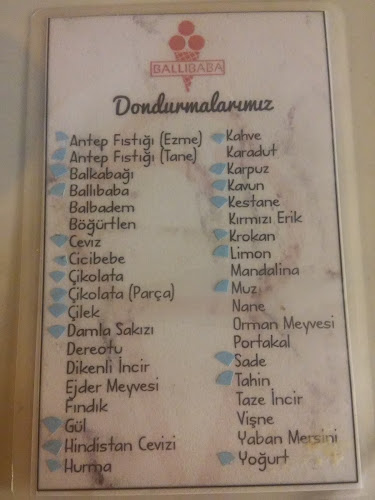 BALLIBABA
Dondurmalarımız
Antep Fıstığı (Ezme)
Antep Fıstığı (Tane)
Balkabağı
Ballıbaba
Balbadem
Böğürtlen
Ceviz
Cicibebe
Çikolata
Çikolata (Parça)
Çilek
Damla Sakızı
Dereotu
Dikenli İncir
Ejder Meyvesi
Fındık
Gül
Hindistan Cevizi
Hurma
Kahve
Karadut
Karpuz
Kavun
Kestane
Kırmızı Erik
Krokan
Limon
Mandalina
Muz
Nane
Orman Meyvesi
Portakal
Sade
Tahin
Taze İncir
Vişne
Yaban Mersini
Yoğurt